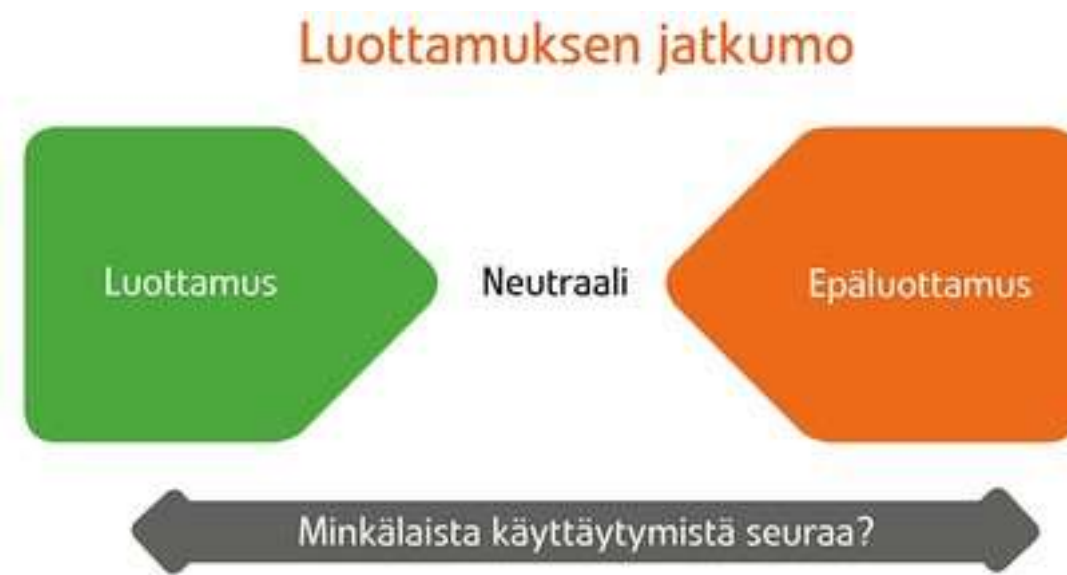 Luottamuksen jatkumo
Luottamus
Neutraali
Epäluottamus
Minkälaista käyttäytymistä seuraa?